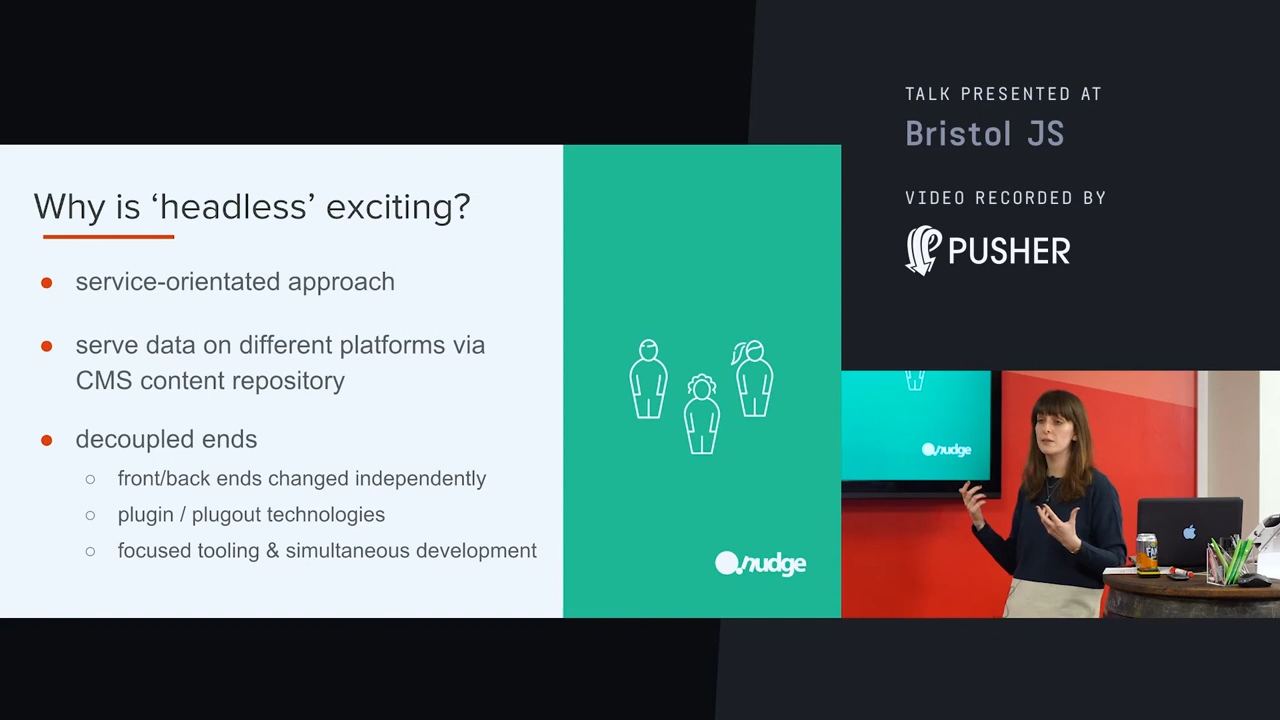 TALK PRESENTED AT
Bristol JS
VIDEO RECORDED BY
PUSHER
Why is ‘headless’ exciting?
service-orientated approach
serve data on different platforms via
CMS content repository
decoupled ends
front/back ends changed independently
plugin / plugout technologies
focused tooling & simultaneous development
nudge
nudge